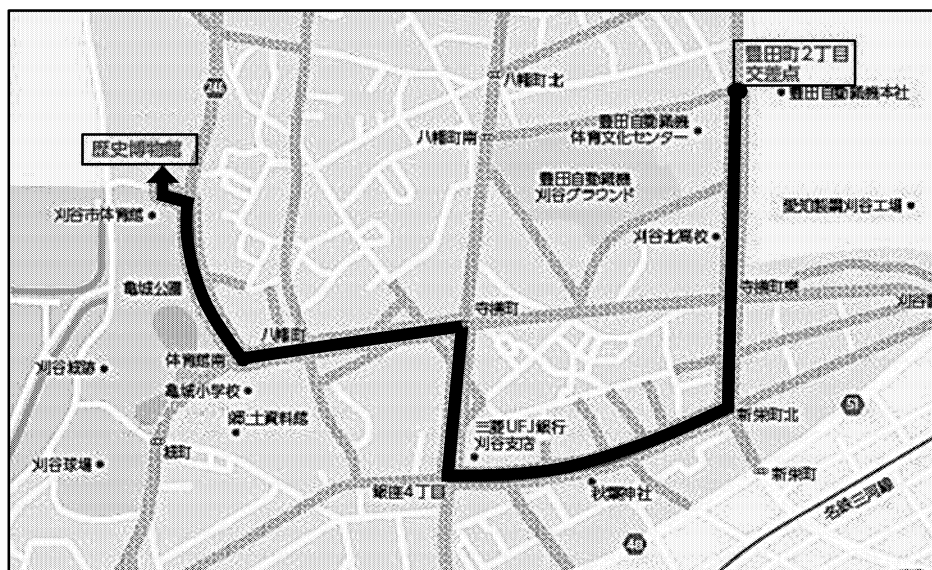 豊田町2丁目
交差点
八幡町北
豊田自動織機本社
246
豊田自動織機
体育文化センター
八幡町南
歴史博物館
豊田自動織機
刈谷グラウンド
愛知製鋼刈谷工場
刈谷市体育館
刈谷北高校
亀城公園
寺横町東
寺横町
八幡町
体育館南
刈谷城跡
亀城小学校
新栄町北
51
郷土資料館
三菱UFJ銀行
刈谷支店
刈谷球場
新栄町
銀座4丁目
秋葉神社
名鉄三河線
48